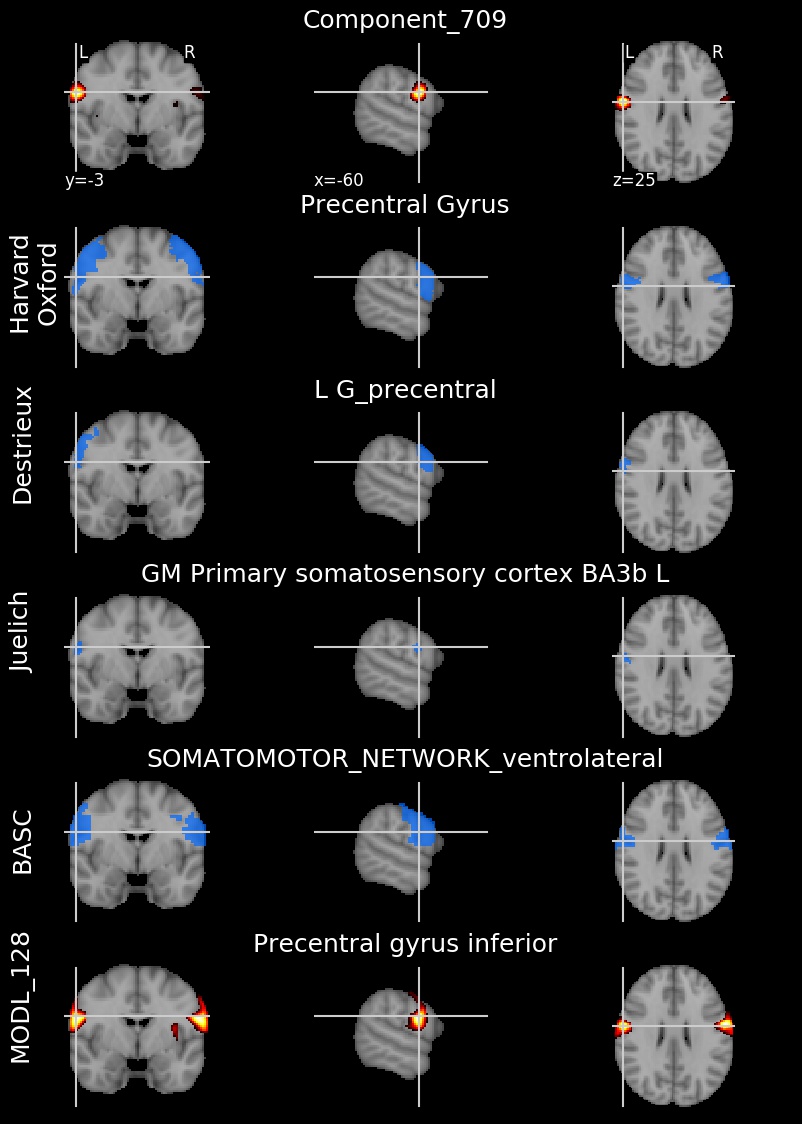 Component_709
L R
L R
y=-3
x=-60
z=25
Precentral Gyrus
Harvard
Oxford
L G_precentral
Destrieux
GM Primary somatosensory cortex BA3b L
Juelich
SOMATOMOTOR_NETWORK_ventrolateral
BASC
Precentral gyrus inferior
MODL_128